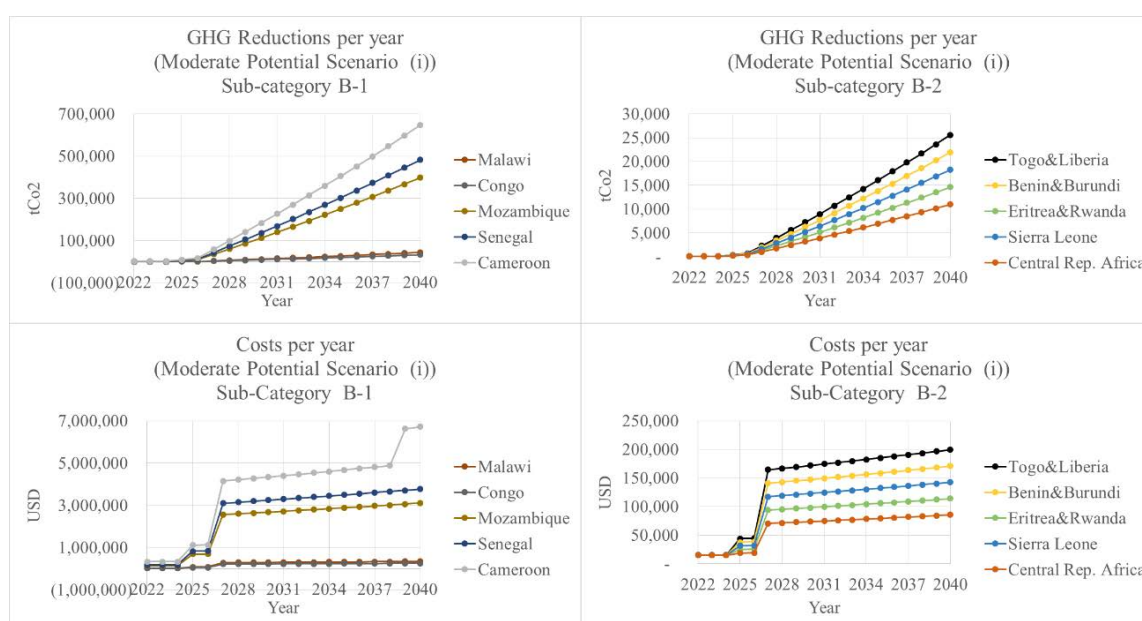 GHG Reductions per year
(Moderate Potential Scenario (i))
Sub-category B-1
tCo2
700,000
500,000
300,000
100,000
(100,000)
2022 2025 2028 2031 2034 2037 2040
Year
Malawi
Congo
Mozambique
Senegal
Cameroon
GHG Reductions per year
(Moderate Potential Scenario (i))
Sub-category B-2
tCo2
30,000
25,000
20,000
15,000
10,000
5,000
-
2022 2025 2028 2031 2034 2037 2040
Year
Togo&Liberia
Benin&Burundi
Eritrea&Rwanda
Sierra Leone
Central Rep. Africa
Costs per year
(Moderate Potential Scenario (i))
Sub-Category B-1
USD
7,000,000
5,000,000
3,000,000
1,000,000
(1,000,000)
2022 2025 2028 2031 2034 2037 2040
Year
Malawi
Congo
Mozambique
Senegal
Cameroon
Costs per year
(Moderate Potential Scenario (i))
Sub-Category B-2
USD
250,000
200,000
150,000
100,000
50,000
-
2022 2025 2028 2031 2034 2037 2040
Year
Togo&Liberia
Benin&Burundi
Eritrea&Rwanda
Sierra Leone
Central Rep. Africa